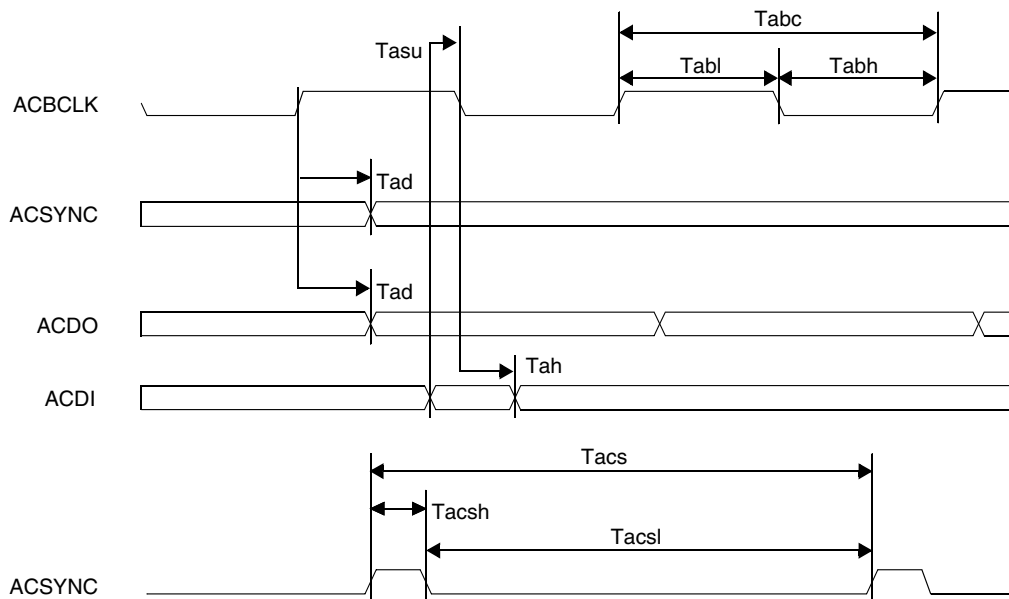 Tabc
Tasu
Tabl
Tabh
ACBCLK
Tad
ACSYNC
Tad
ACDO
Tah
ACDI
Tacs
Tacsh
Tacsl
ACSYNC